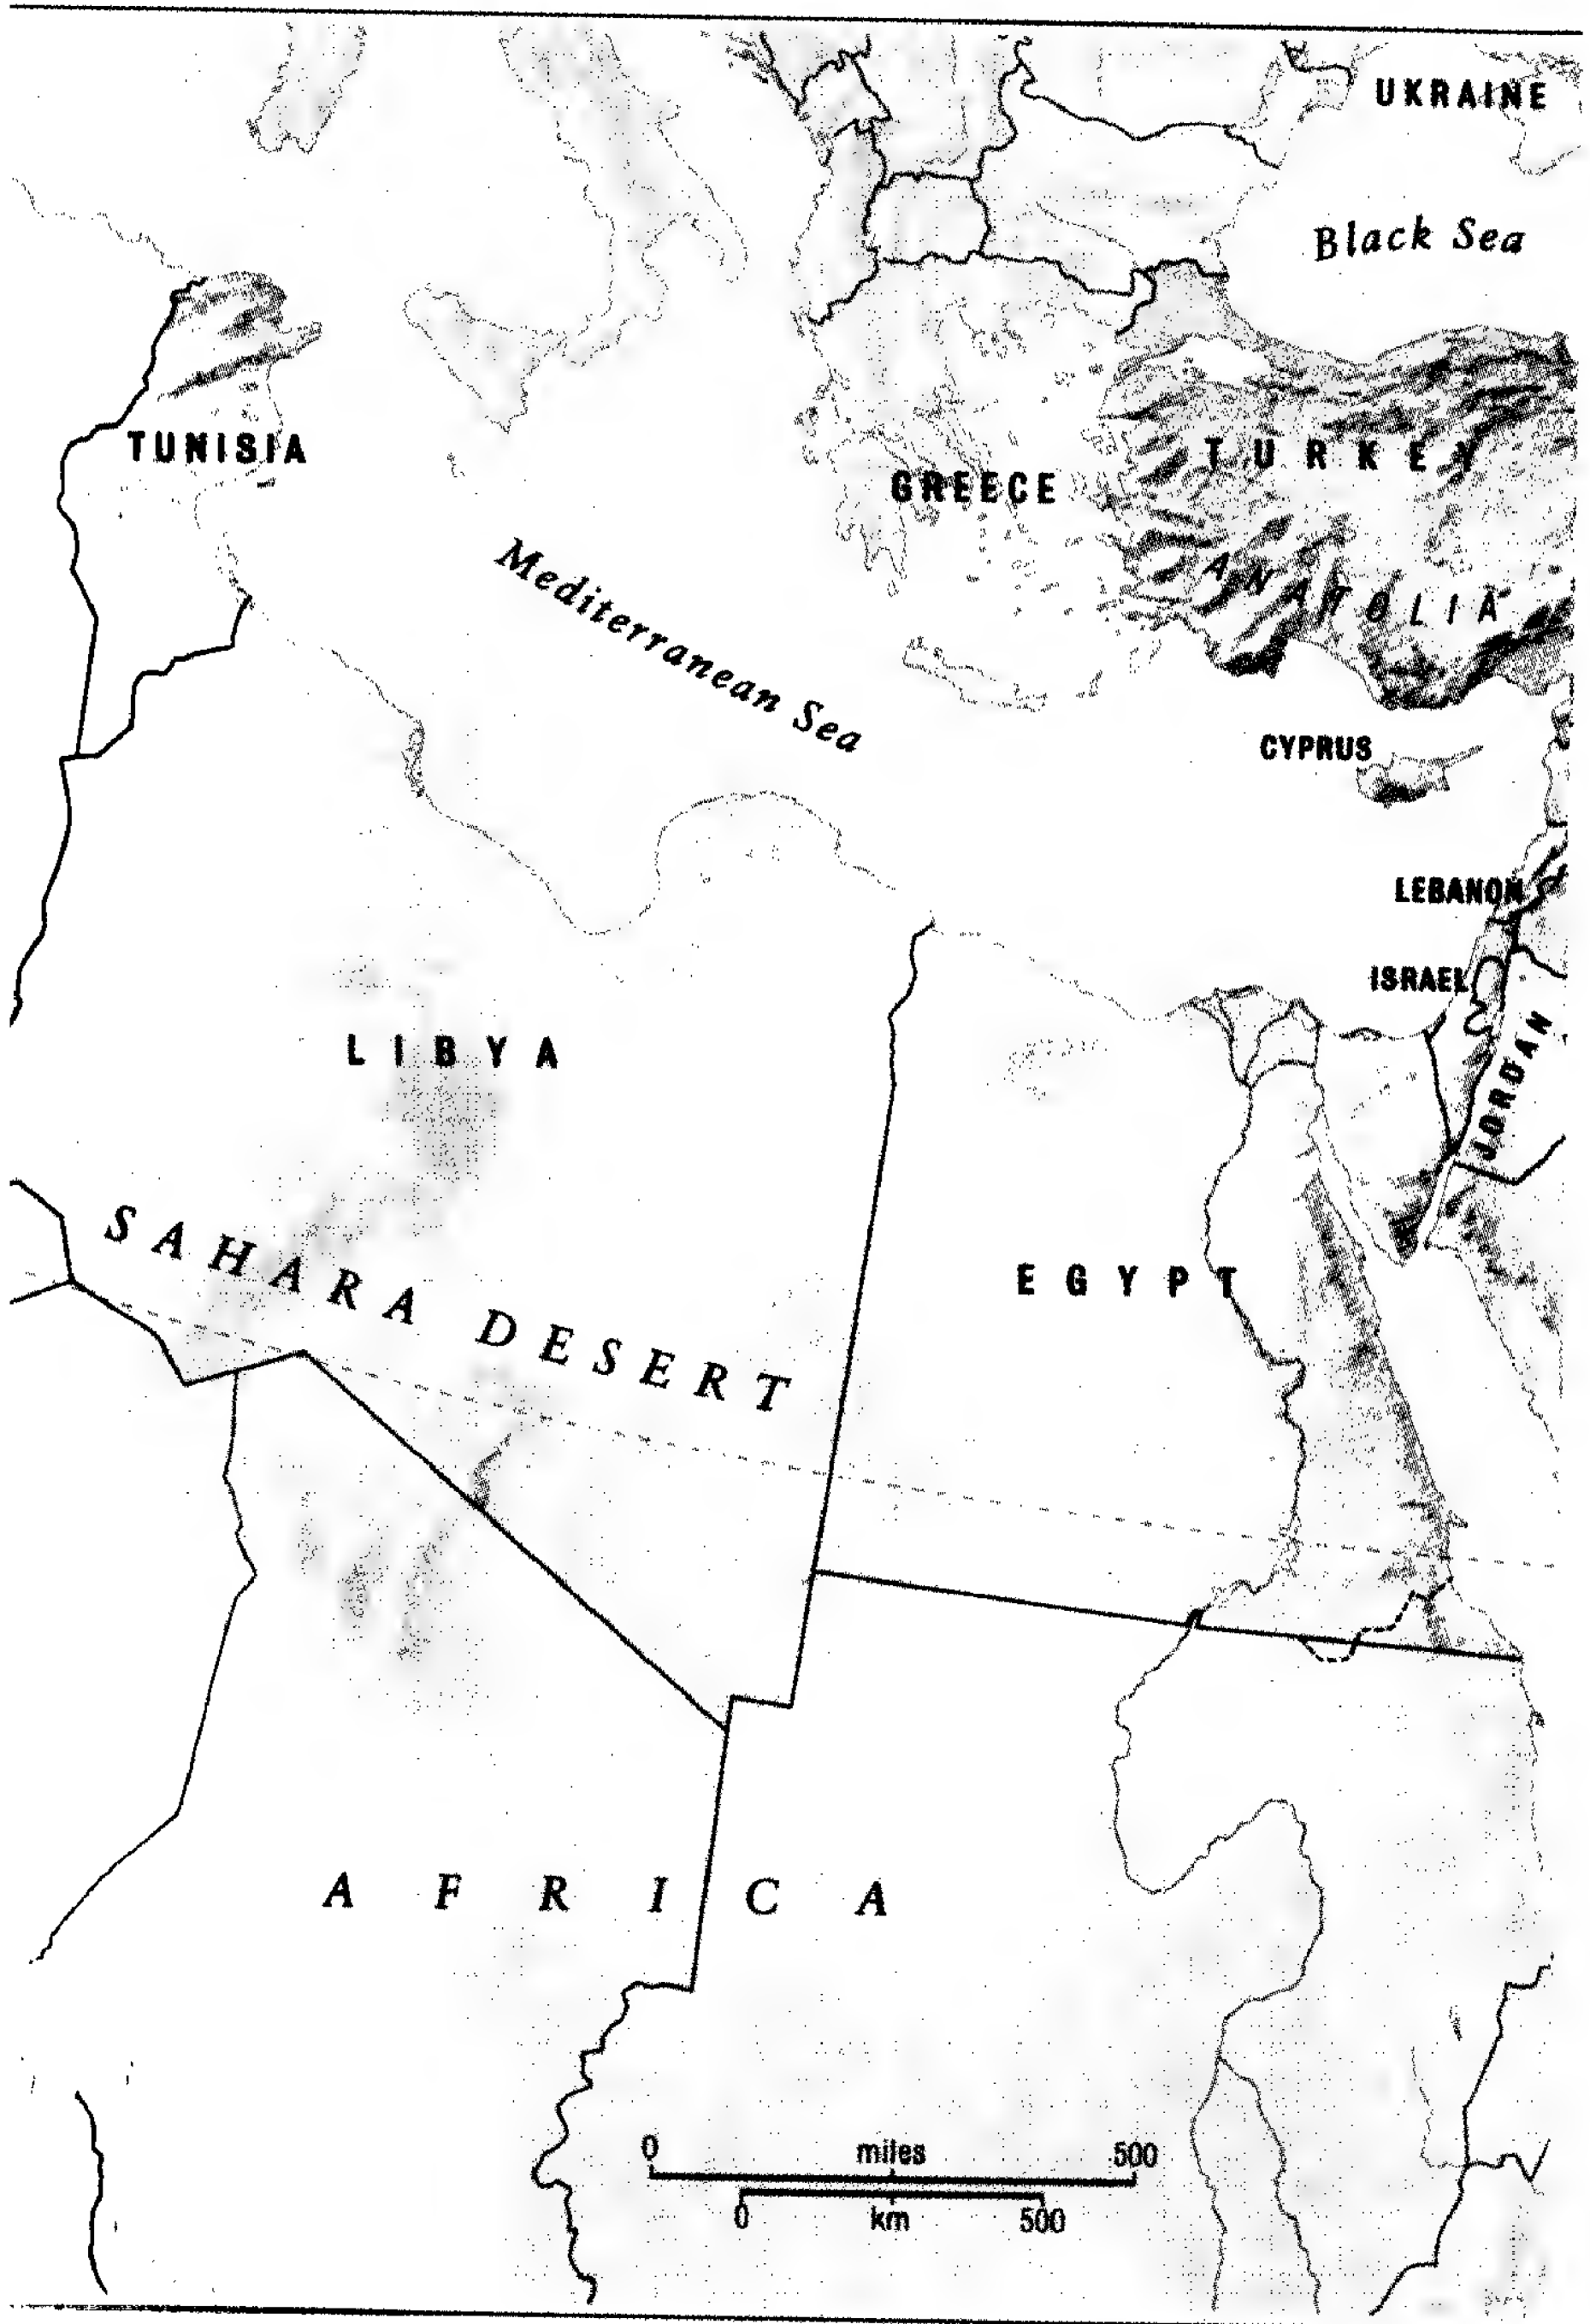 UKRAINE
Black Sea
TUNISIA
TURKEY
GREECE
ANATOLIA
Mediterranean Sea
CYPRUS
LEBANON
ISRAEL
LIBYA
JORDAN
SAHARA DESERT
EGYPT
AFRICA
0 miles 500
0 km 500